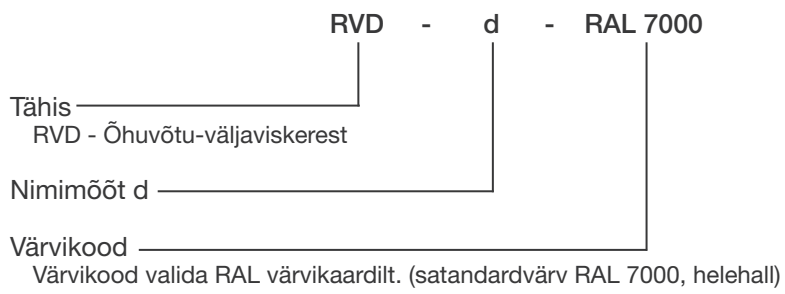 RVD - d - RAL 7000
Tähis
RVD - Õhuvõtu-väljaviskerest
Nimimõõt d
Värvikood
Värvikood valida RAL värvikaardilt. (satandardvärv RAL 7000, helehall)